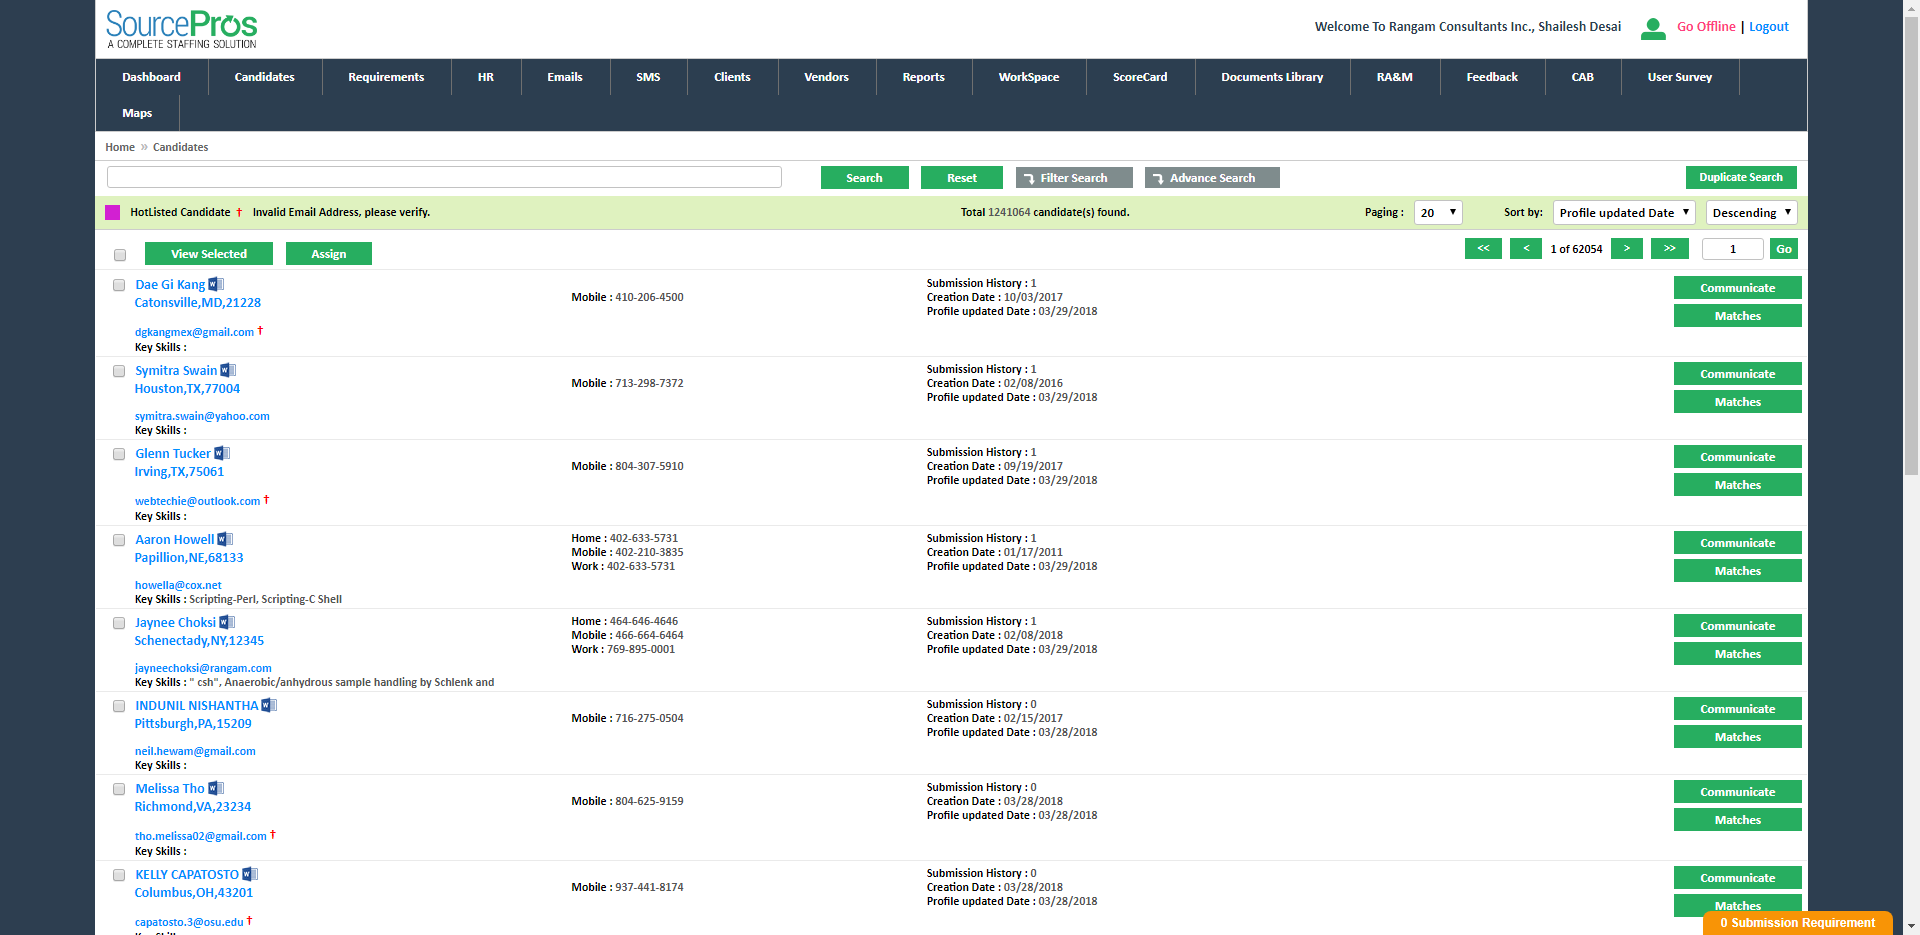 SourcePros
A COMPLETE STAFFING SOLUTION
Welcome To Rangam Consultants Inc., Shailesh Desai
Go Offline | Logout
Dashboard Candidates Requirements HR Emails SMS Clients Vendors Reports WorkSpace ScoreCard Documents Library RA&M Feedback CAB User Survey
Maps
Home » Candidates
Search Reset Filter Search Advance Search Duplicate Search
HotListed Candidate † Invalid Email Address, please verify. Total 1241064 candidate(s) found. Paging : 20 Sort by: Profile updated Date Descending
View Selected Assign << < 1 of 62054 > >> 1 Go
Dae Gi Kang
Catonsville,MD,21228
dgkangmex@gmail.com †
Key Skills :
Mobile : 410-206-4500
Submission History : 1
Creation Date : 10/03/2017
Profile updated Date : 03/29/2018
Communicate
Matches
Symitra Swain
Houston,TX,77004
symitra.swain@yahoo.com
Key Skills :
Mobile : 713-298-7372
Submission History : 1
Creation Date : 02/08/2016
Profile updated Date : 03/29/2018
Communicate
Matches
Glenn Tucker
Irving,TX,75061
webtechie@outlook.com †
Key Skills :
Mobile : 804-307-5910
Submission History : 1
Creation Date : 09/19/2017
Profile updated Date : 03/29/2018
Communicate
Matches
Aaron Howell
Papillion,NE,68133
howella@cox.net
Key Skills : Scripting-Perl, Scripting-C Shell
Home : 402-633-5731
Mobile : 402-210-3835
Work : 402-633-5731
Submission History : 1
Creation Date : 01/17/2011
Profile updated Date : 03/29/2018
Communicate
Matches
Jaynee Choksi
Schenectady,NY,12345
jayneechoksi@rangam.com
Key Skills : " csh", Anaerobic/anhydrous sample handling by Schlenk and
Home : 464-646-4646
Mobile : 466-664-6464
Work : 769-895-0001
Submission History : 1
Creation Date : 02/08/2018
Profile updated Date : 03/29/2018
Communicate
Matches
INDUNIL NISHANTHA
Pittsburgh,PA,15209
neil.hewam@gmail.com
Key Skills :
Mobile : 716-275-0504
Submission History : 0
Creation Date : 02/15/2017
Profile updated Date : 03/28/2018
Communicate
Matches
Melissa Tho
Richmond,VA,23234
tho.melissa02@gmail.com †
Key Skills :
Mobile : 804-625-9159
Submission History : 0
Creation Date : 03/28/2018
Profile updated Date : 03/28/2018
Communicate
Matches
KELLY CAPATOSTO
Columbus,OH,43201
capatosto.3@osu.edu †
Mobile : 937-441-8174
Submission History : 0
Creation Date : 03/28/2018
Profile updated Date : 03/28/2018
Communicate
Matches
0 Submission Requirement